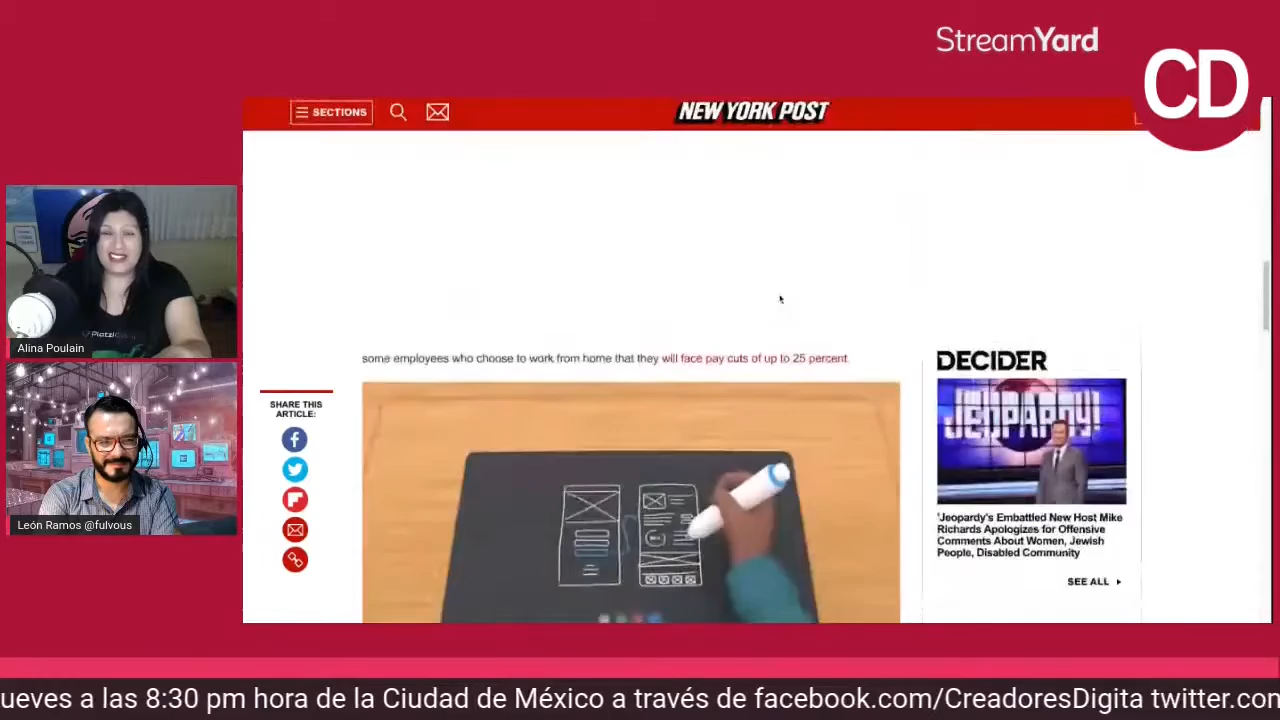 StreamYard
CD
SECTIONS
NEW YORK POST
Platzi
Alina Poulain
León Ramos @fulvous
some employees who choose to work from home that they will face pay cuts of up to 25 percent.
SHARE THIS
ARTICLE:
DECIDER
JEOPARDY!
'Jeopardy's Embattled New Host Mike
Richards Apologizes for Offensive
Comments About Women, Jewish
People, Disabled Community
SEE ALL
ueves a las 8:30 pm hora de la Ciudad de México a través de facebook.com/CreadoresDigita twitter.con